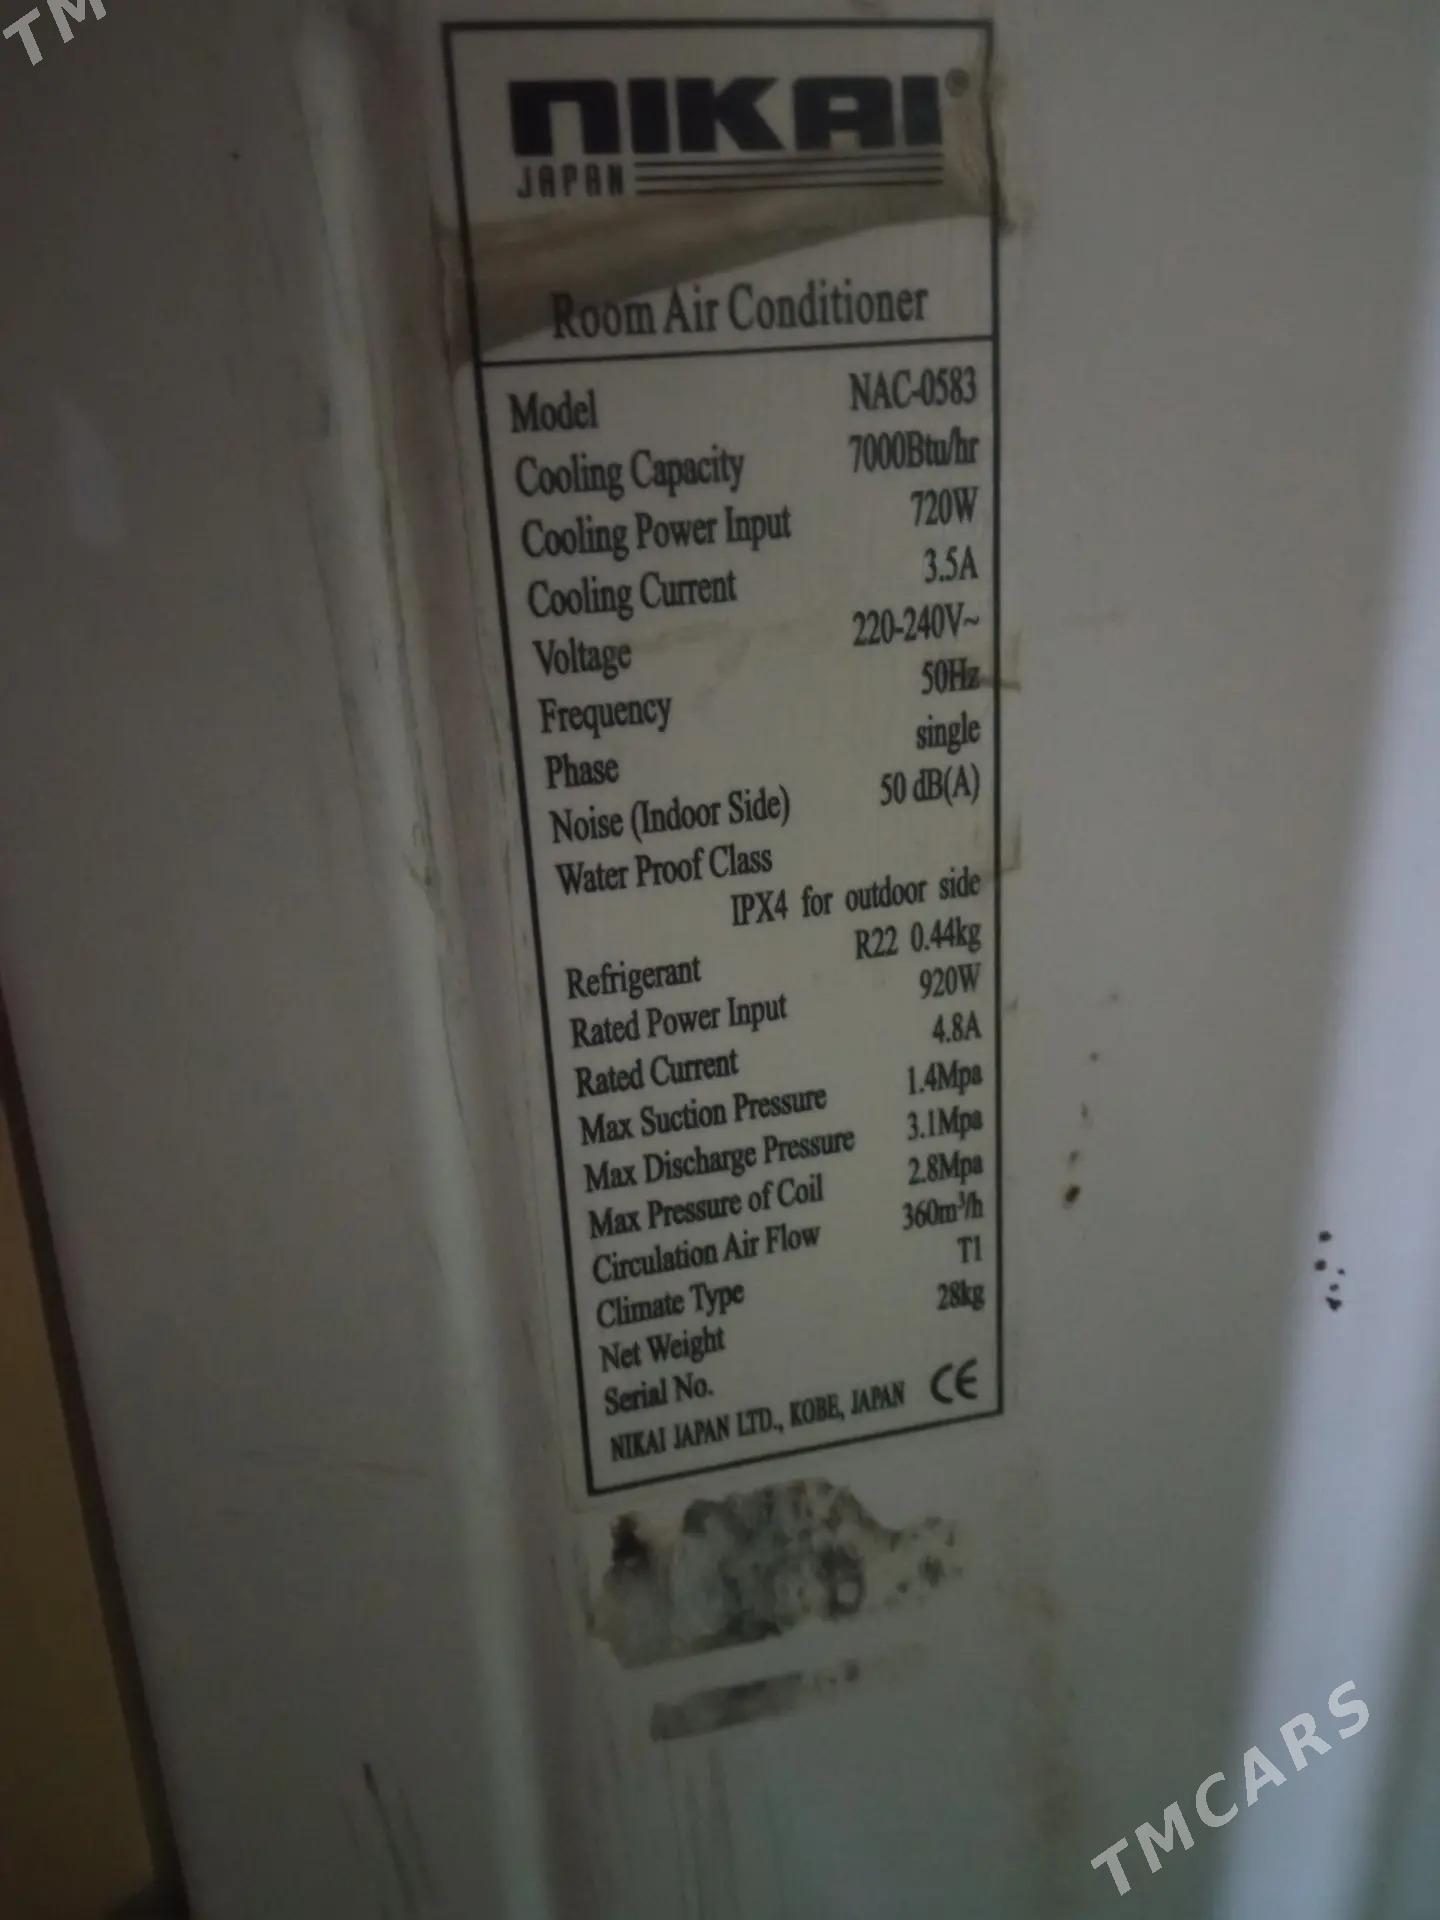 TM
NIKAI®
JAPAN
Room Air Conditioner
Model NAC-0583
Cooling Capacity 7000Btu/hr
Cooling Power Input 720W
Cooling Current 3.5A
Voltage 220-240V~
Frequency 50Hz
Phase single
Noise (Indoor Side) 50 dB(A)
Water Proof Class
IPX4 for outdoor side
Refrigerant R22 0.44kg
Rated Power Input 920W
Rated Current 4.8A
Max Suction Pressure 1.4Mpa
Max Discharge Pressure 3.1Mpa
Max Pressure of Coil 2.8Mpa
Circulation Air Flow 360m³/h
Climate Type T1
Net Weight 28kg
Serial No.
NIKAI JAPAN LTD., KOBE, JAPAN CE
TMCARS